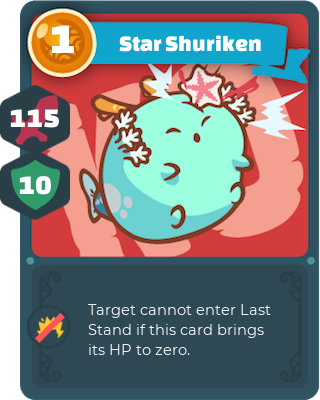 1
Star Shuriken
115
10
Target cannot enter Last
Stand if this card brings
its HP to zero.